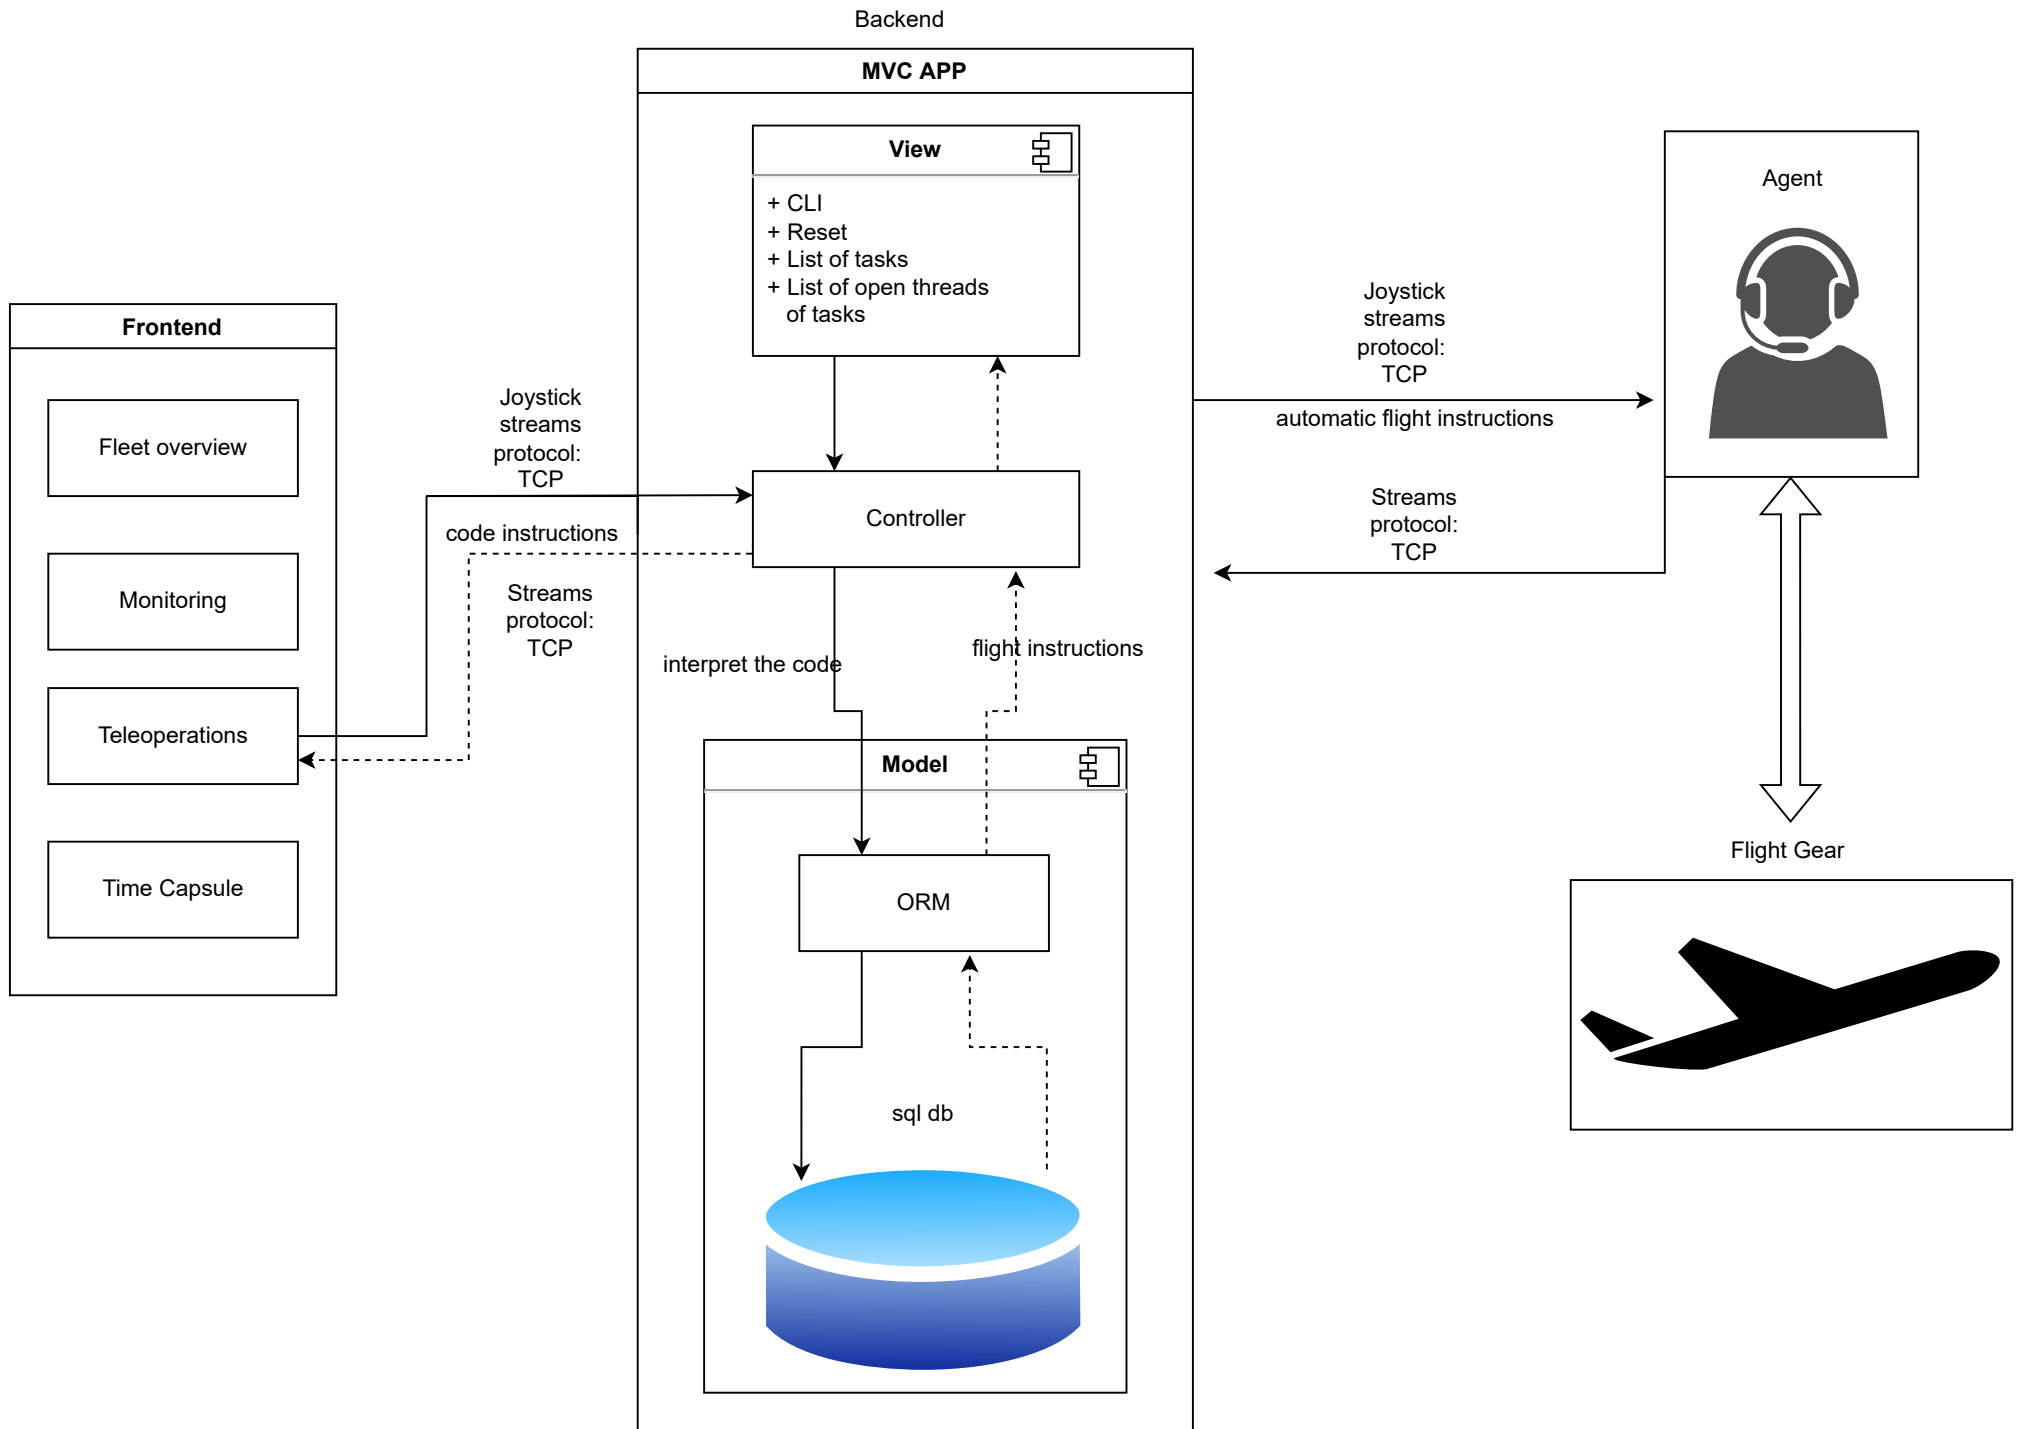 Backend
MVC APP
View
+ CLI
+ Reset
+ List of tasks
+ List of open threads
of tasks
Frontend
Fleet overview
Monitoring
Teleoperations
Time Capsule
Joystick
streams
protocol:
TCP
code instructions
Streams
protocol:
TCP
Controller
interpret the code
flight instructions
Model
ORM
sql db
Joystick
streams
protocol:
TCP
automatic flight instructions
Streams
protocol:
TCP
Agent
Flight Gear